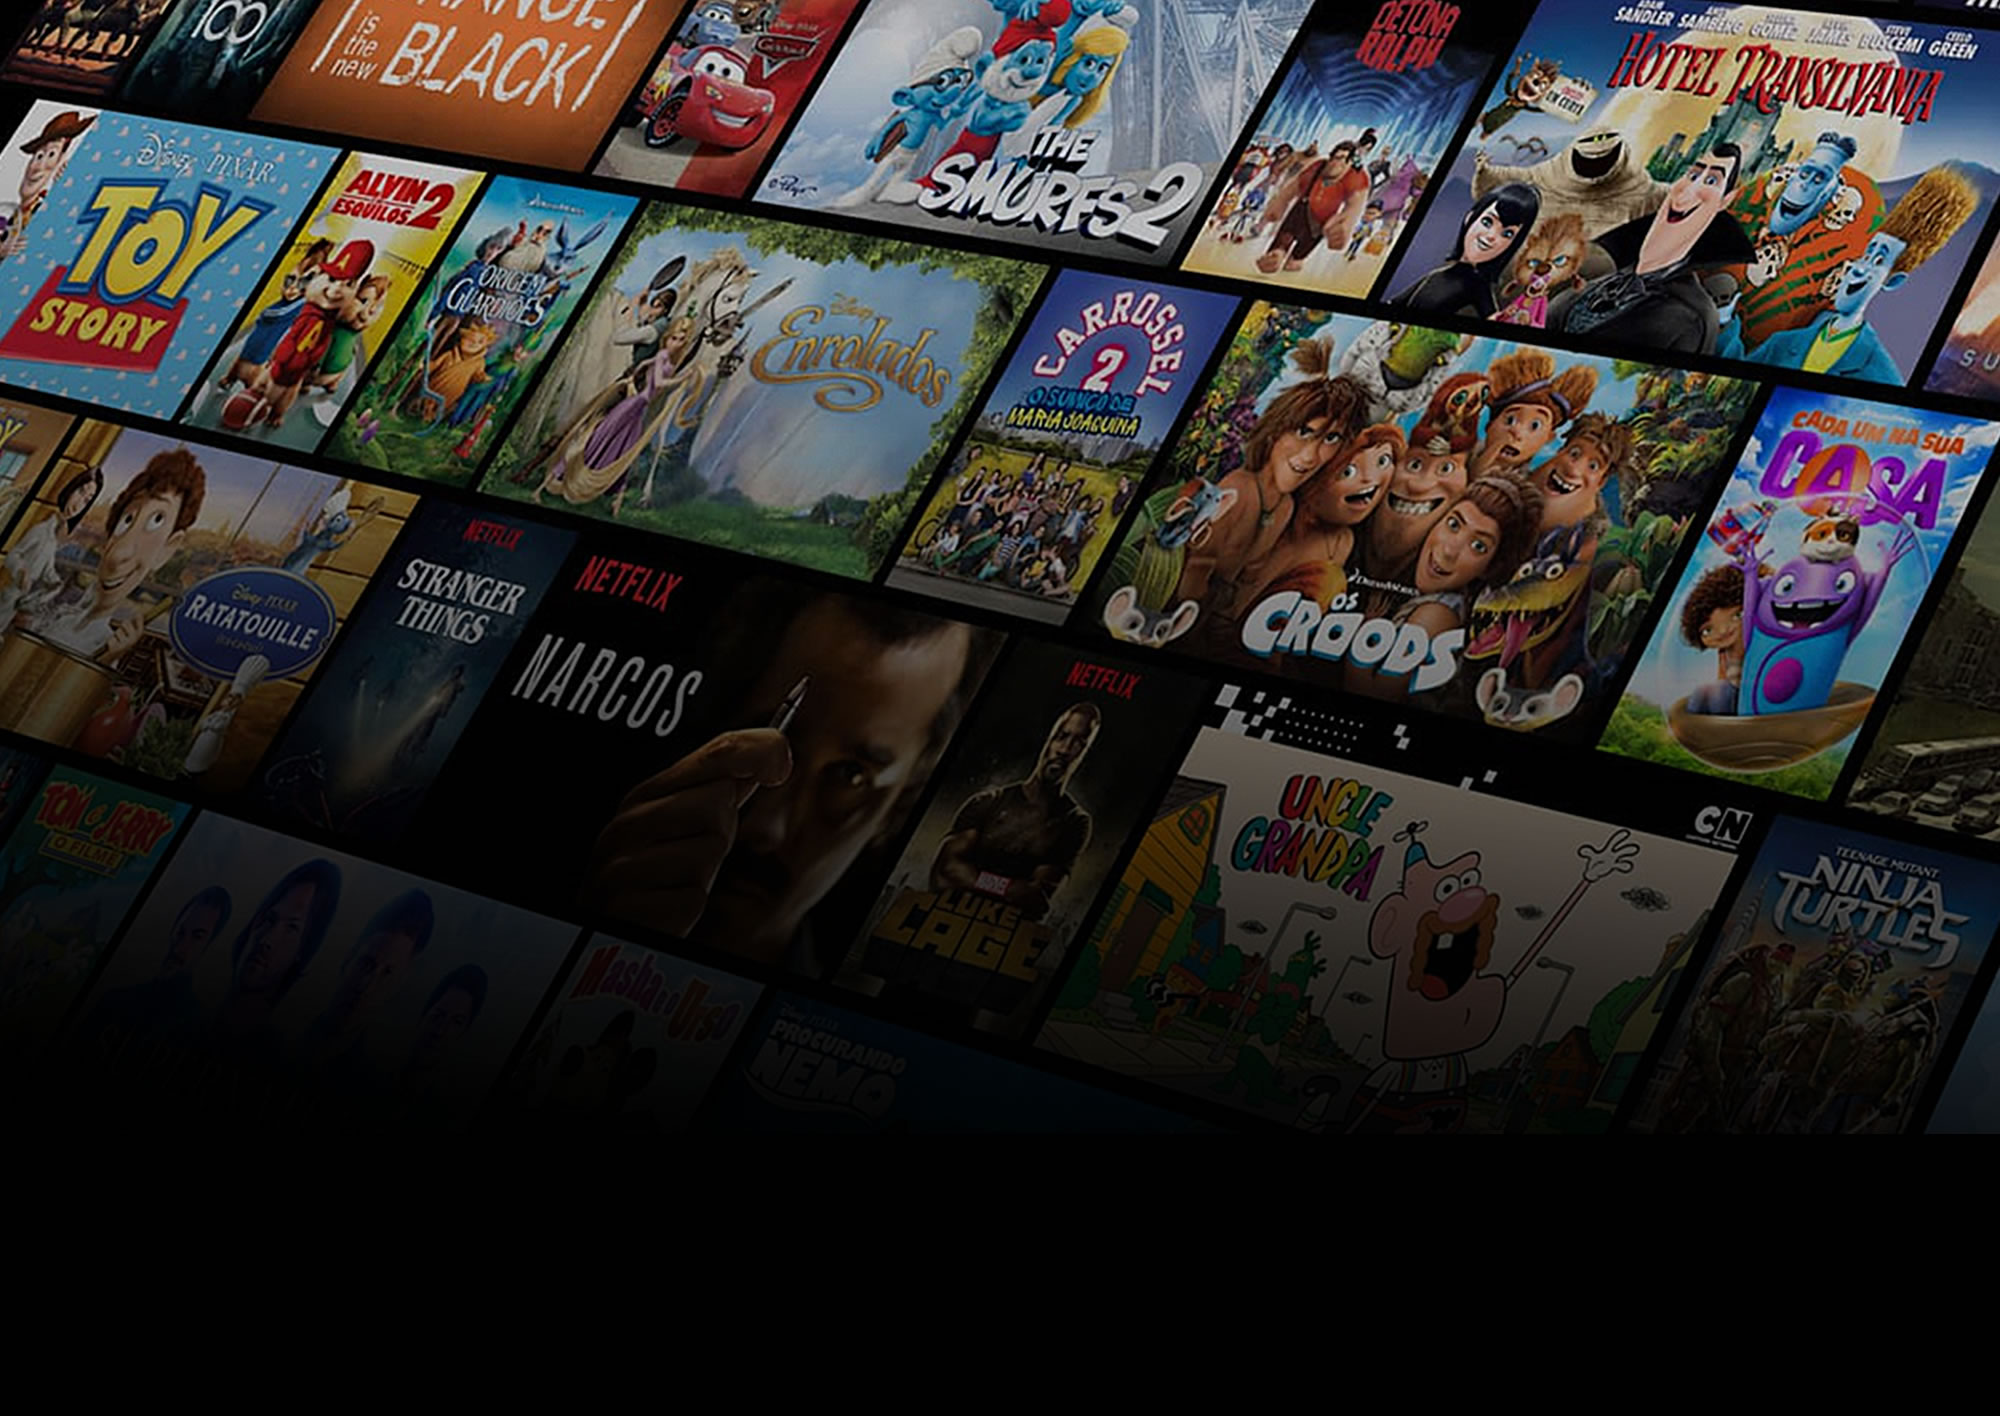 100
ORANGE
is
the
new
BLACK
Cars
THE
SMURFS 2
DETONA
RALPH
ADAM SANDLER
ANDY SAMBERG
SELENA GOMEZ
KEVIN JAMES
STEVE BUSCEMI
CEELO GREEN
HOTEL TRANSILVÂNIA
DISNEY · PIXAR
TOY
STORY
ALVIN
ESQUILOS 2
ORIGEM
GUARDIÕES
Disney
Enrolados
CARROSSEL
2
O SUMIÇO DE
MARIA JOAQUINA
DREAMWORKS
OS
CROODS
CADA UM NA SUA
CASA
SU
Disney · PIXAR
RATATOUILLE
NETFLIX
STRANGER
THINGS
NETFLIX
NARCOS
NETFLIX
MARVEL
LUKE
CAGE
UNCLE
GRANDPA
CN
TEENAGE MUTANT
NINJA
TURTLES
TOM e JERRY
O FILME
Masha e o Urso
DISNEY · PIXAR
PROCURANDO
NEMO